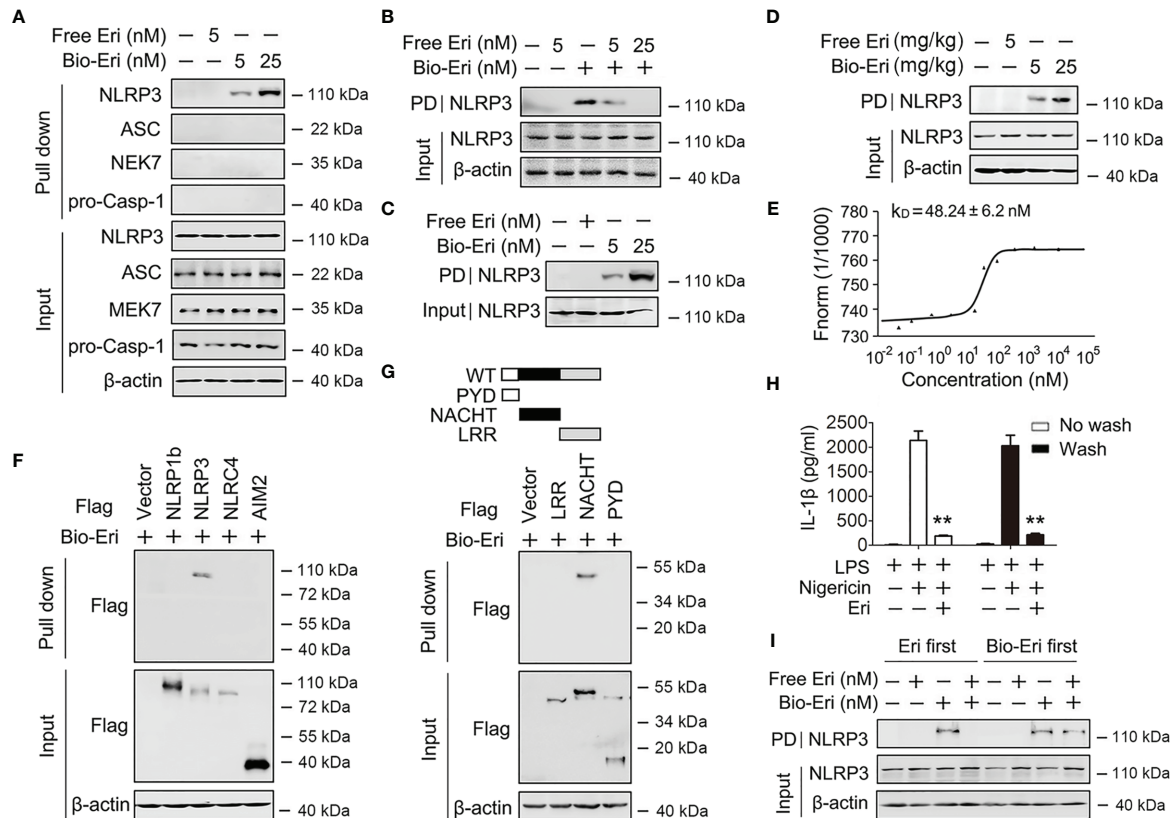 A
Free Eri (nM) – 5 – –
Bio-Eri (nM) – – 5 25
Pull down
NLRP3 – 110 kDa
ASC – 22 kDa
NEK7 – 35 kDa
pro-Casp-1 – 40 kDa
Input
NLRP3 – 110 kDa
ASC – 22 kDa
MEK7 – 35 kDa
pro-Casp-1 – 40 kDa
β-actin – 40 kDa
B
Free Eri (nM) – 5 – 5 25
Bio-Eri (nM) – – + + +
PD | NLRP3 – 110 kDa
Input
NLRP3 – 110 kDa
β-actin – 40 kDa
C
Free Eri (nM) – + – –
Bio-Eri (nM) – – 5 25
PD | NLRP3 – 110 kDa
Input | NLRP3 – 110 kDa
D
Free Eri (mg/kg) – 5 – –
Bio-Eri (mg/kg) – – 5 25
PD | NLRP3 – 110 kDa
Input
NLRP3 – 110 kDa
β-actin – 40 kDa
E
kD = 48.24 ± 6.2 nM
Fnorm (1/1000)
780
770
760
750
740
730
10-2 10-1 100 101 102 103 104 105
Concentration (nM)
F
Flag Vector NLRP1b NLRP3 NLRC4 AIM2
Bio-Eri + + + + +
Pull down
Flag
– 110 kDa
– 72 kDa
– 55 kDa
– 40 kDa
Input
Flag
– 110 kDa
– 72 kDa
– 55 kDa
– 40 kDa
β-actin – 40 kDa
G
WT
PYD
NACHT
LRR
Flag Vector LRR NACHT PYD
Bio-Eri + + + +
Pull down
Flag
– 55 kDa
– 34 kDa
– 20 kDa
Input
Flag
– 55 kDa
– 34 kDa
– 20 kDa
β-actin – 40 kDa
H
IL-1β (pg/ml)
2500
2000
1500
1000
500
0
No wash
Wash
** **
LPS + + + + + +
Nigericin – + + – + +
Eri – – + – – +
I
Eri first Bio-Eri first
Free Eri (nM) – + – + – + – +
Bio-Eri (nM) – – + + – – + +
PD | NLRP3 – 110 kDa
Input
NLRP3 – 110 kDa
β-actin – 40 kDa